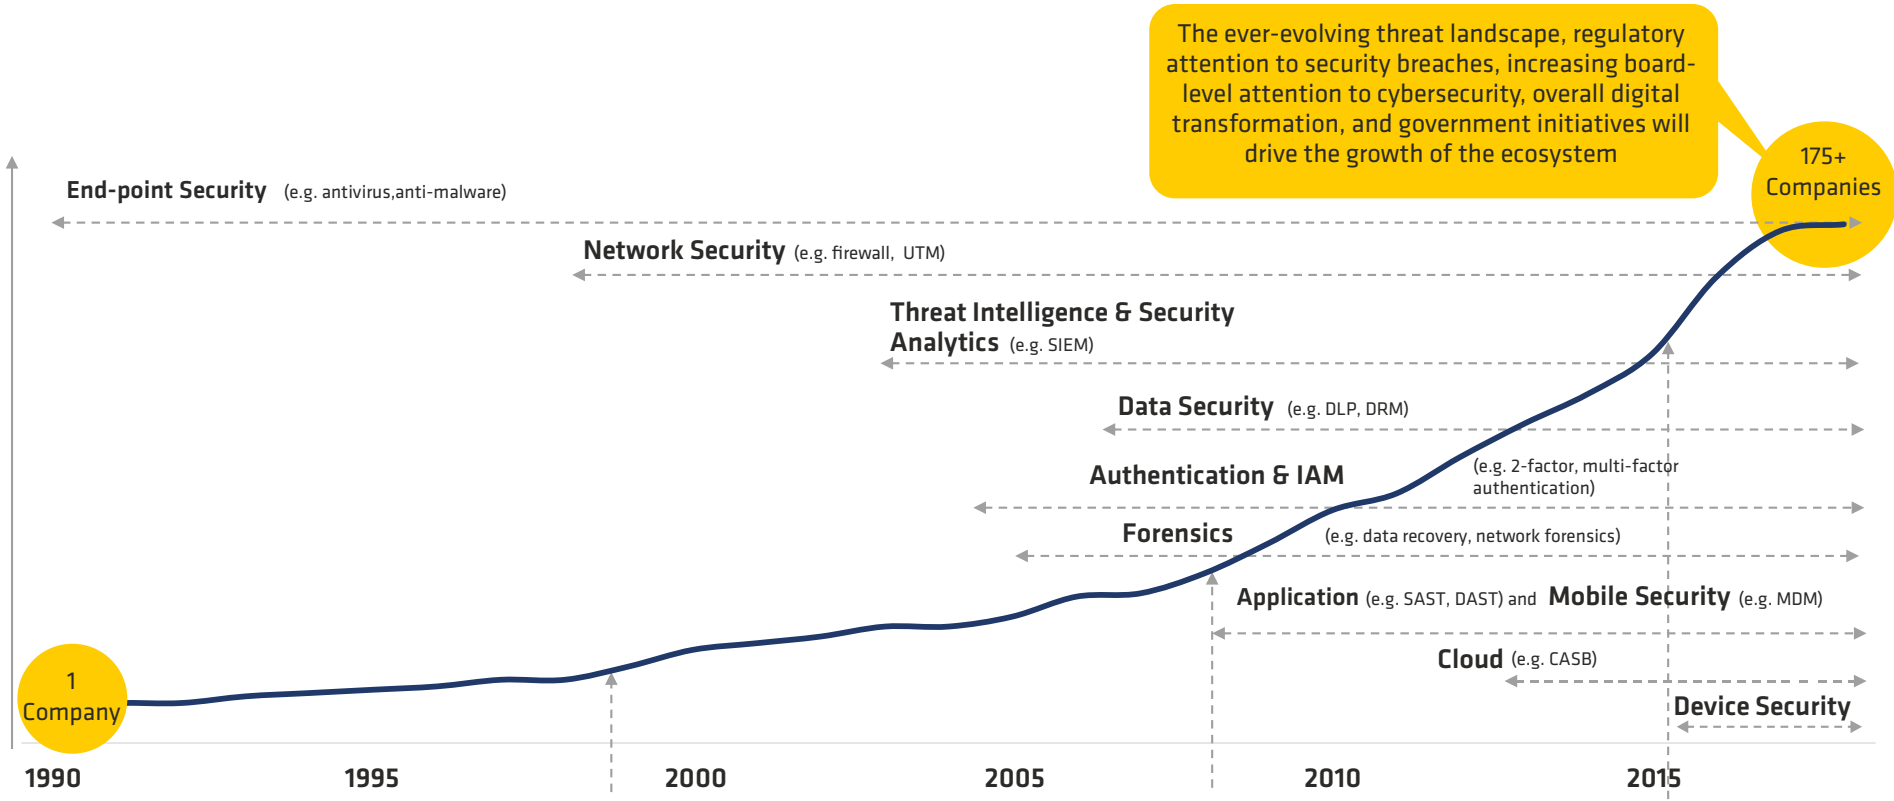 The ever-evolving threat landscape, regulatory
attention to security breaches, increasing board-
level attention to cybersecurity, overall digital
transformation, and government initiatives will
drive the growth of the ecosystem
175+
Companies
End-point Security (e.g. antivirus,anti-malware)
Network Security (e.g. firewall, UTM)
Threat Intelligence & Security
Analytics (e.g. SIEM)
Data Security (e.g. DLP, DRM)
Authentication & IAM
(e.g. 2-factor, multi-factor
authentication)
Forensics (e.g. data recovery, network forensics)
Application (e.g. SAST, DAST) and Mobile Security (e.g. MDM)
Cloud (e.g. CASB)
Device Security
1
Company
1990 1995 2000 2005 2010 2015